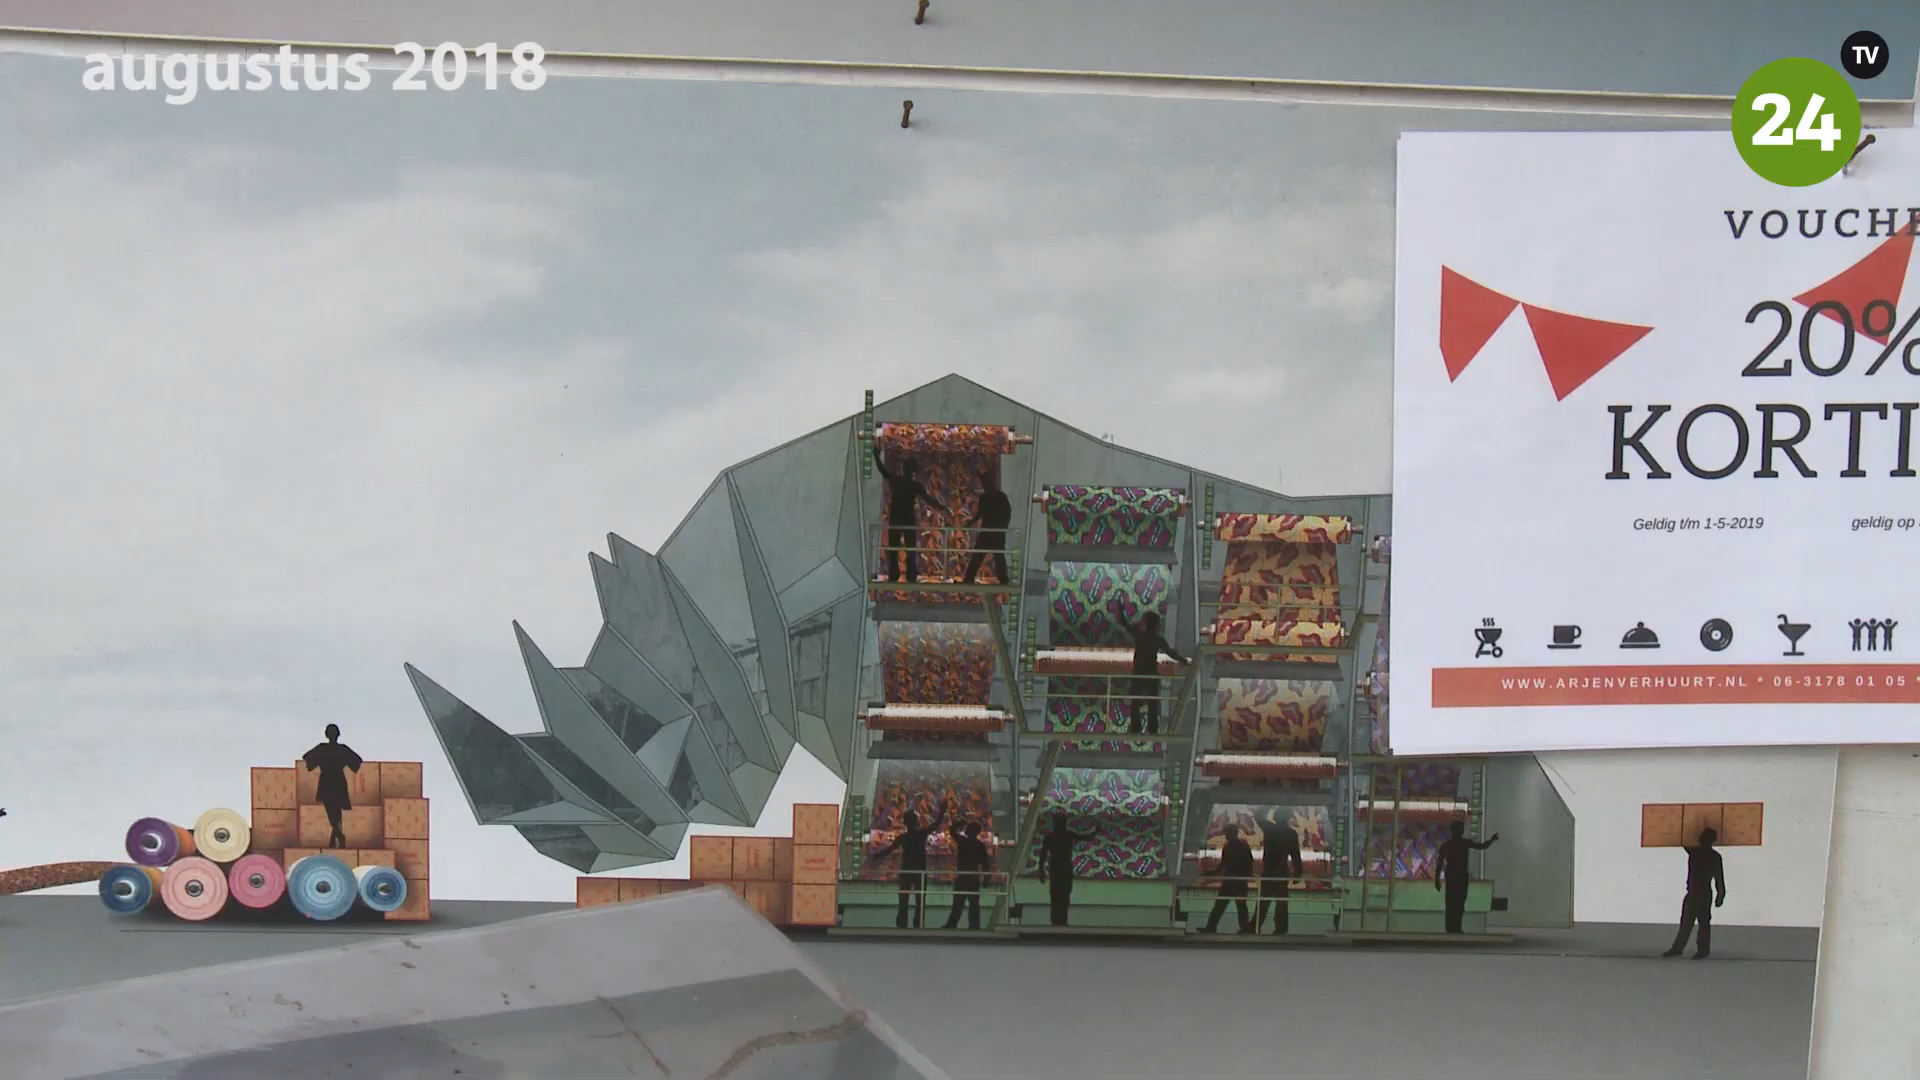 augustus 2018
TV
24
VOUCHE
20%
KORTI
Geldig t/m 1-5-2019 geldig op
WWW.ARJENVERHUURT.NL * 06-3178 01 05 *